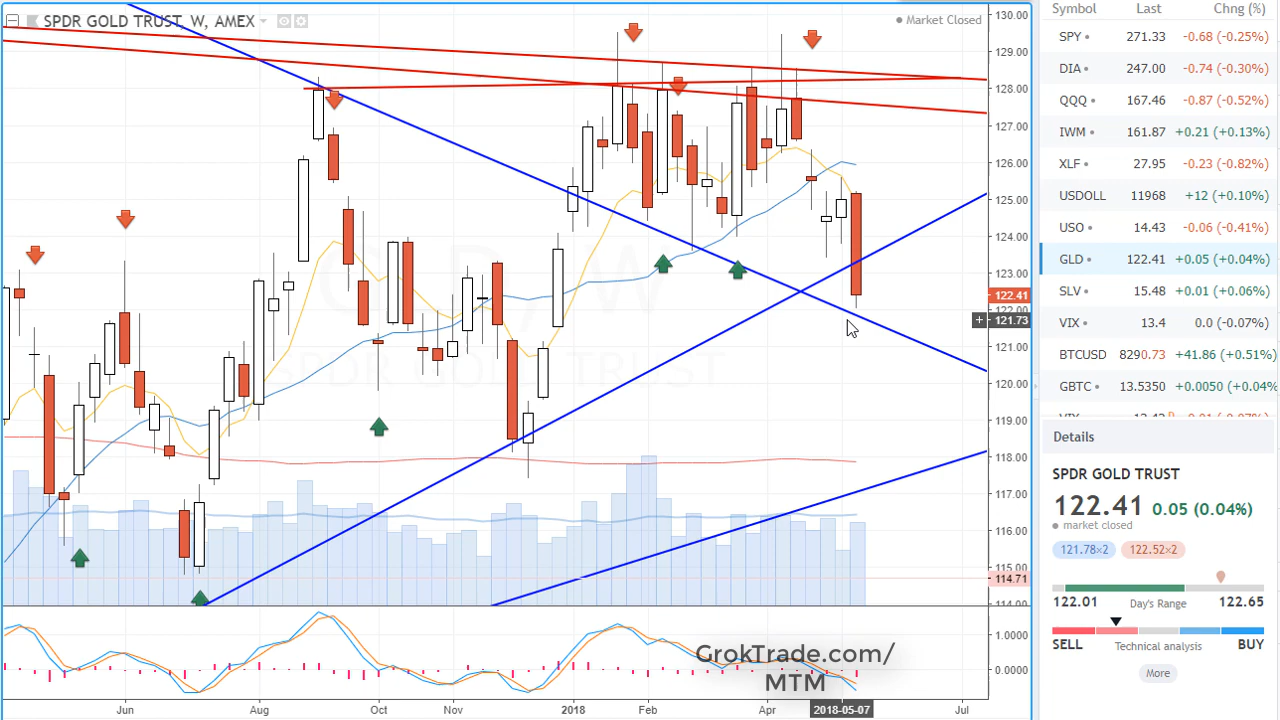 SPDR GOLD TRUST, W, AMEX
Market Closed
130.00
129.00
128.00
127.00
126.00
125.00
124.00
123.00
122.41
122.00
121.73
121.00
120.00
119.00
118.00
117.00
116.00
115.00
114.71
114.00
1.0000
0.0000
GLD, W
SPDR GOLD TRUST
GrokTrade.com/
MTM
Jun
Aug
Oct
Nov
2018
Feb
Apr
2018-05-07
Jul
Symbol Last Chng (%)
SPY 271.33 -0.68 (-0.25%)
DIA 247.00 -0.74 (-0.30%)
QQQ 167.46 -0.87 (-0.52%)
IWM 161.87 +0.21 (+0.13%)
XLF 27.95 -0.23 (-0.82%)
USDOLL 11968 +12 (+0.10%)
USO 14.43 -0.06 (-0.41%)
GLD 122.41 +0.05 (+0.04%)
SLV 15.48 +0.01 (+0.06%)
VIX 13.4 0.0 (-0.07%)
BTCUSD 8290.73 +41.86 (+0.51%)
GBTC 13.5350 +0.0050 (+0.04%
Details
SPDR GOLD TRUST
122.41 0.05 (0.04%)
market closed
121.78×2 122.52×2
122.01 Day's Range 122.65
SELL Technical analysis BUY
More